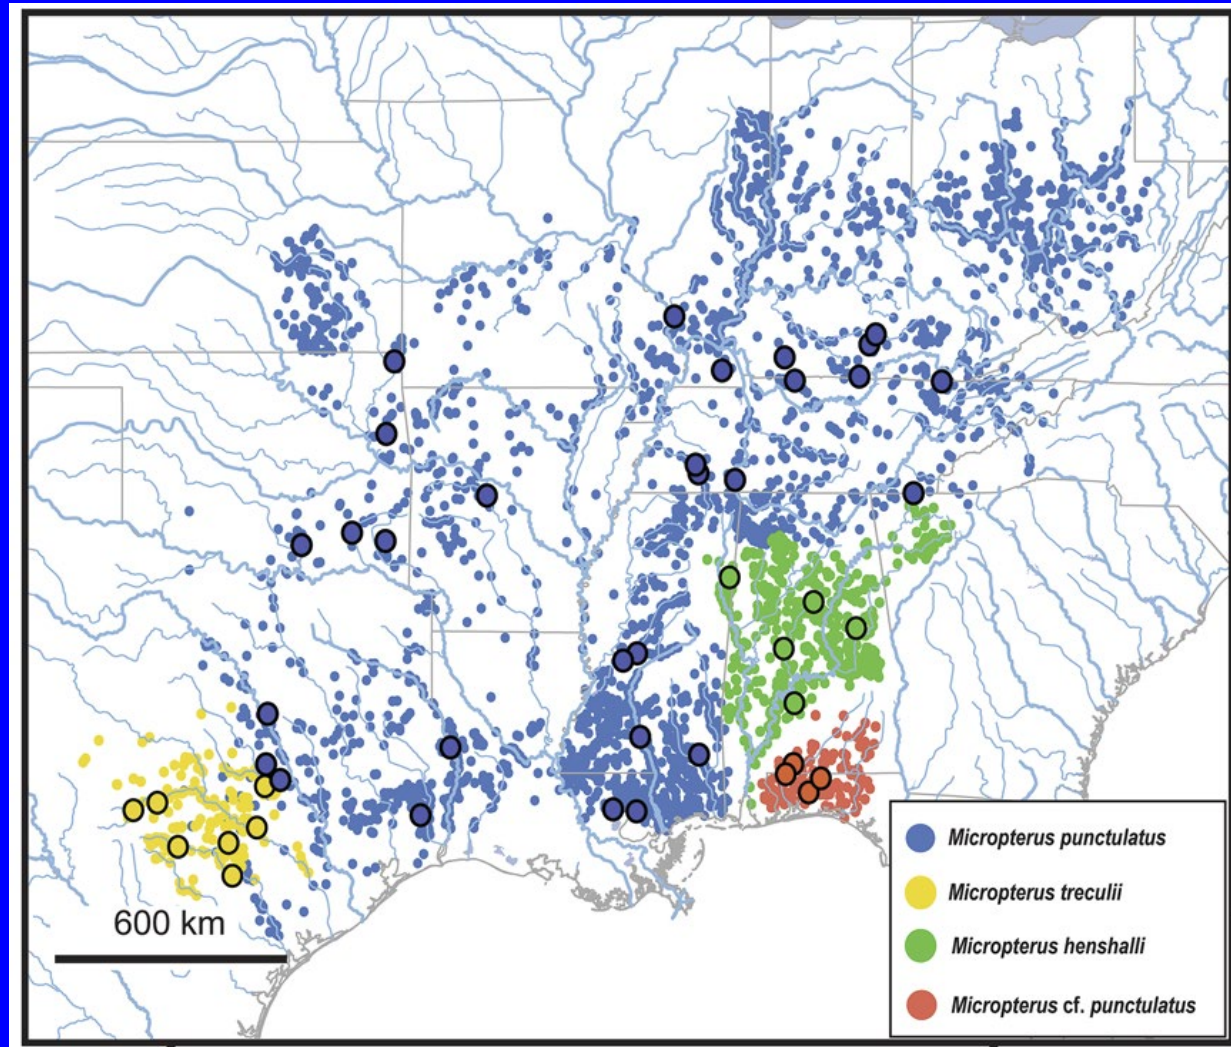 600 km
Micropterus punctulatus
Micropterus treculii
Micropterus henshalli
Micropterus cf. punctulatus